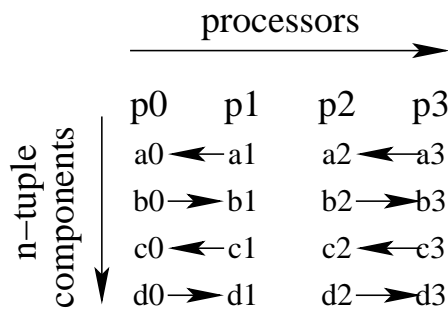 processors
p0 p1 p2 p3
n−tuple
components
a0 a1 a2 a3
b0 b1 b2 b3
c0 c1 c2 c3
d0 d1 d2 d3